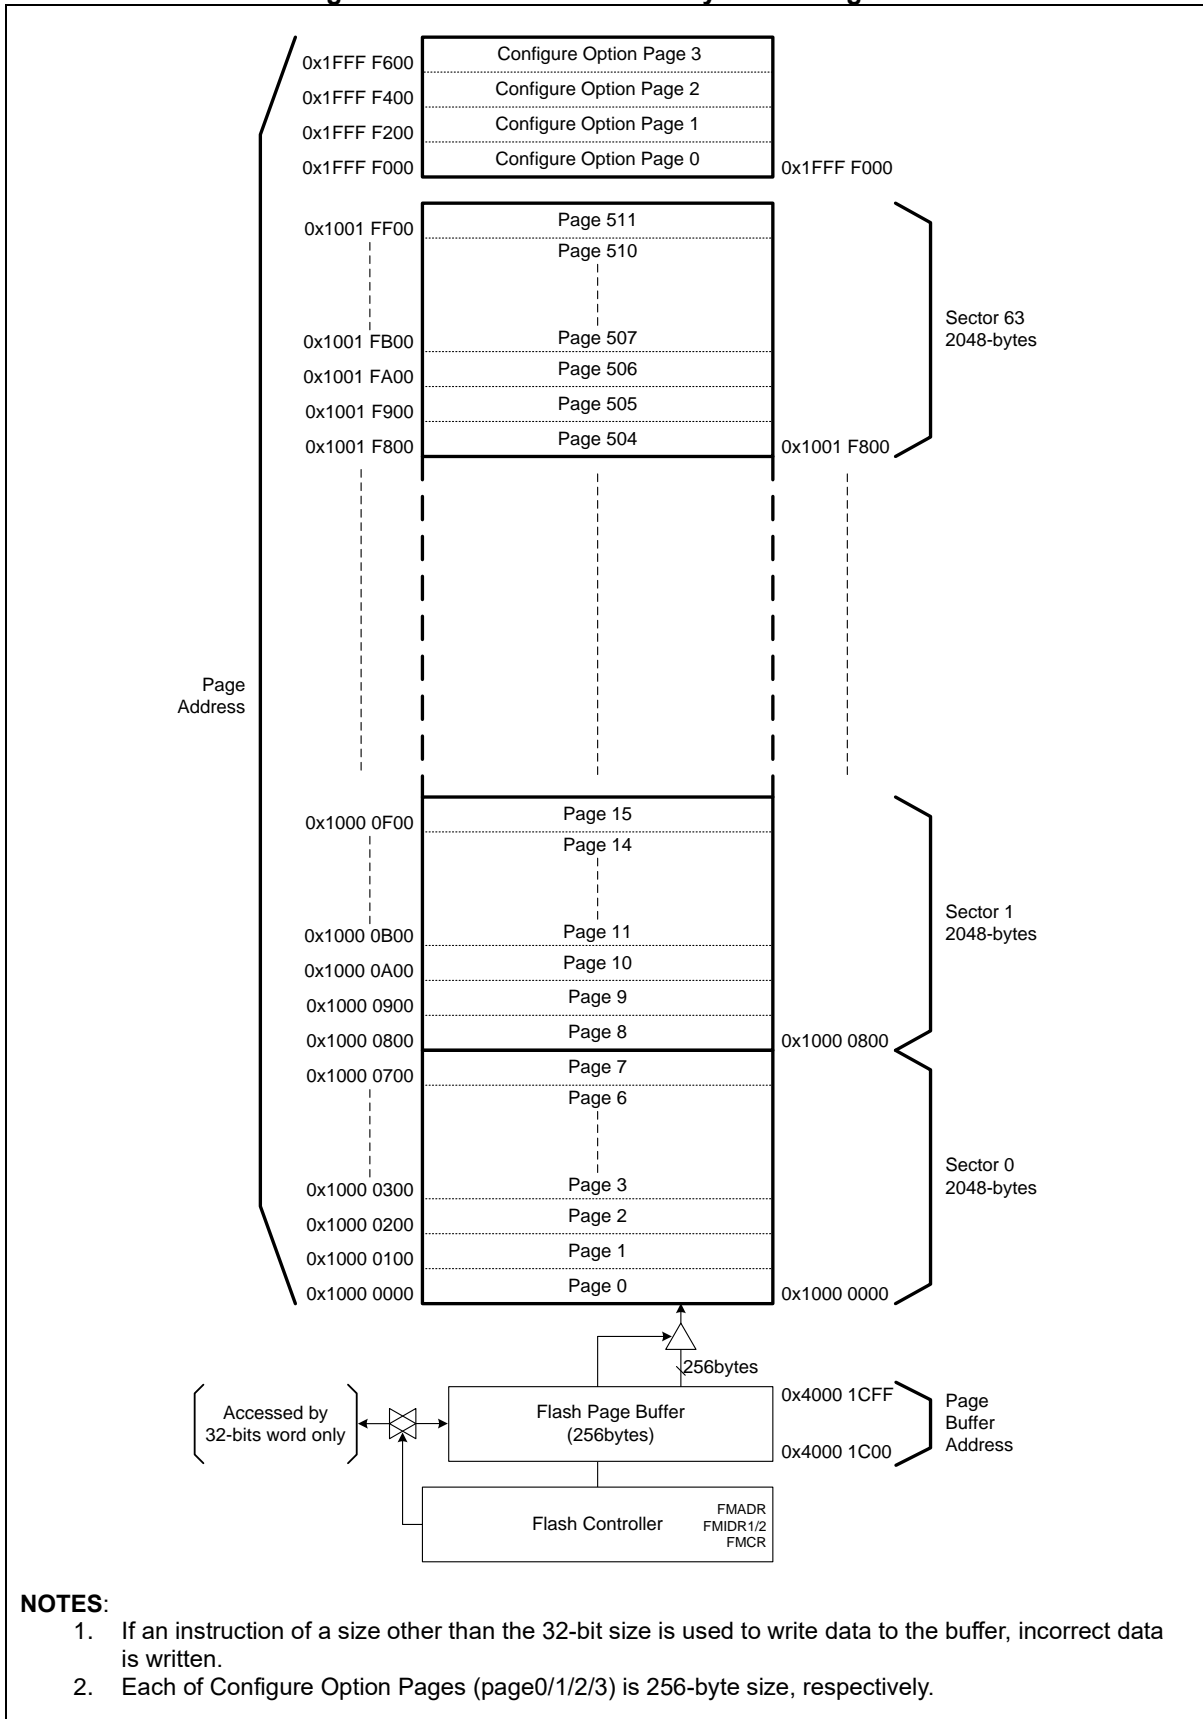 0x1FFF F600 Configure Option Page 3
0x1FFF F400 Configure Option Page 2
0x1FFF F200 Configure Option Page 1
0x1FFF F000 Configure Option Page 0 0x1FFF F000
0x1001 FF00 Page 511
Page 510
Sector 63
2048-bytes
0x1001 FB00 Page 507
0x1001 FA00 Page 506
0x1001 F900 Page 505
0x1001 F800 Page 504 0x1001 F800
Page
Address
0x1000 0F00 Page 15
Page 14
Sector 1
2048-bytes
0x1000 0B00 Page 11
0x1000 0A00 Page 10
0x1000 0900 Page 9
0x1000 0800 Page 8 0x1000 0800
0x1000 0700 Page 7
Page 6
Sector 0
2048-bytes
0x1000 0300 Page 3
0x1000 0200 Page 2
0x1000 0100 Page 1
0x1000 0000 Page 0 0x1000 0000
256bytes
Accessed by
32-bits word only
Flash Page Buffer
(256bytes)
0x4000 1CFF
0x4000 1C00
Page
Buffer
Address
Flash Controller
FMADR
FMIDR1/2
FMCR
NOTES:
1. If an instruction of a size other than the 32-bit size is used to write data to the buffer, incorrect data
is written.
2. Each of Configure Option Pages (page0/1/2/3) is 256-byte size, respectively.